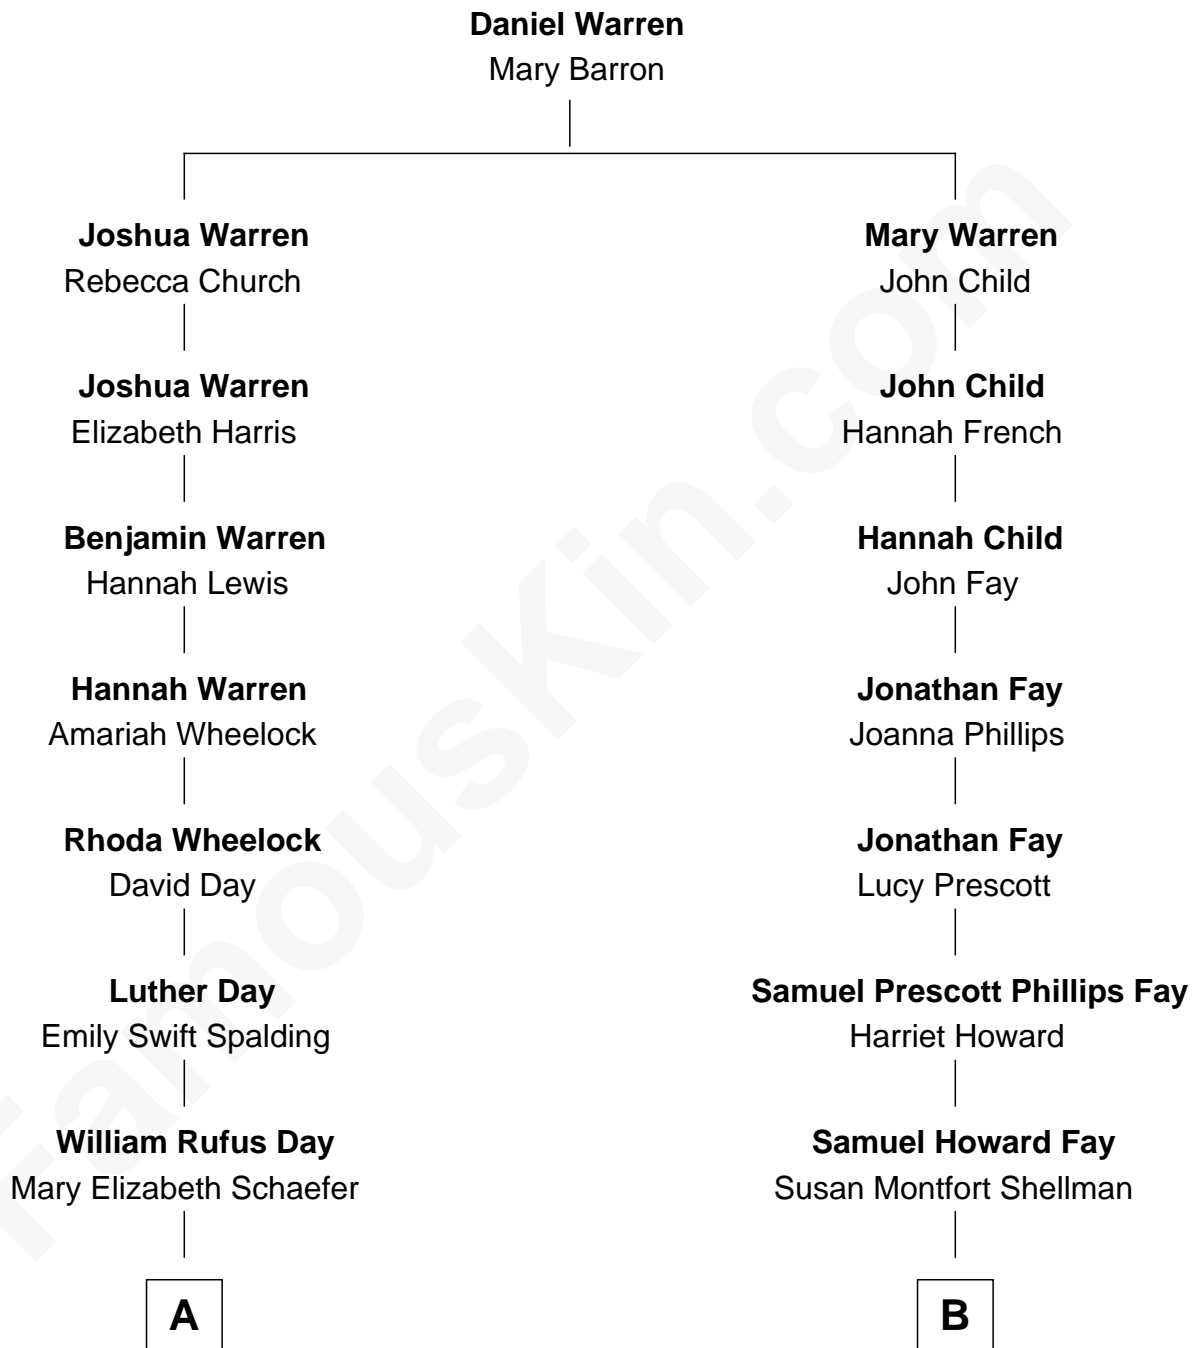 Daniel Warren
Mary Barron
Joshua Warren
Rebecca Church
Mary Warren
John Child
Joshua Warren
Elizabeth Harris
John Child
Hannah French
Benjamin Warren
Hannah Lewis
Hannah Child
John Fay
Hannah Warren
Amariah Wheelock
Jonathan Fay
Joanna Phillips
Rhoda Wheelock
David Day
Jonathan Fay
Lucy Prescott
Luther Day
Emily Swift Spalding
Samuel Prescott Phillips Fay
Harriet Howard
William Rufus Day
Mary Elizabeth Schaefer
Samuel Howard Fay
Susan Montfort Shellman
A
B
FamousKin.com